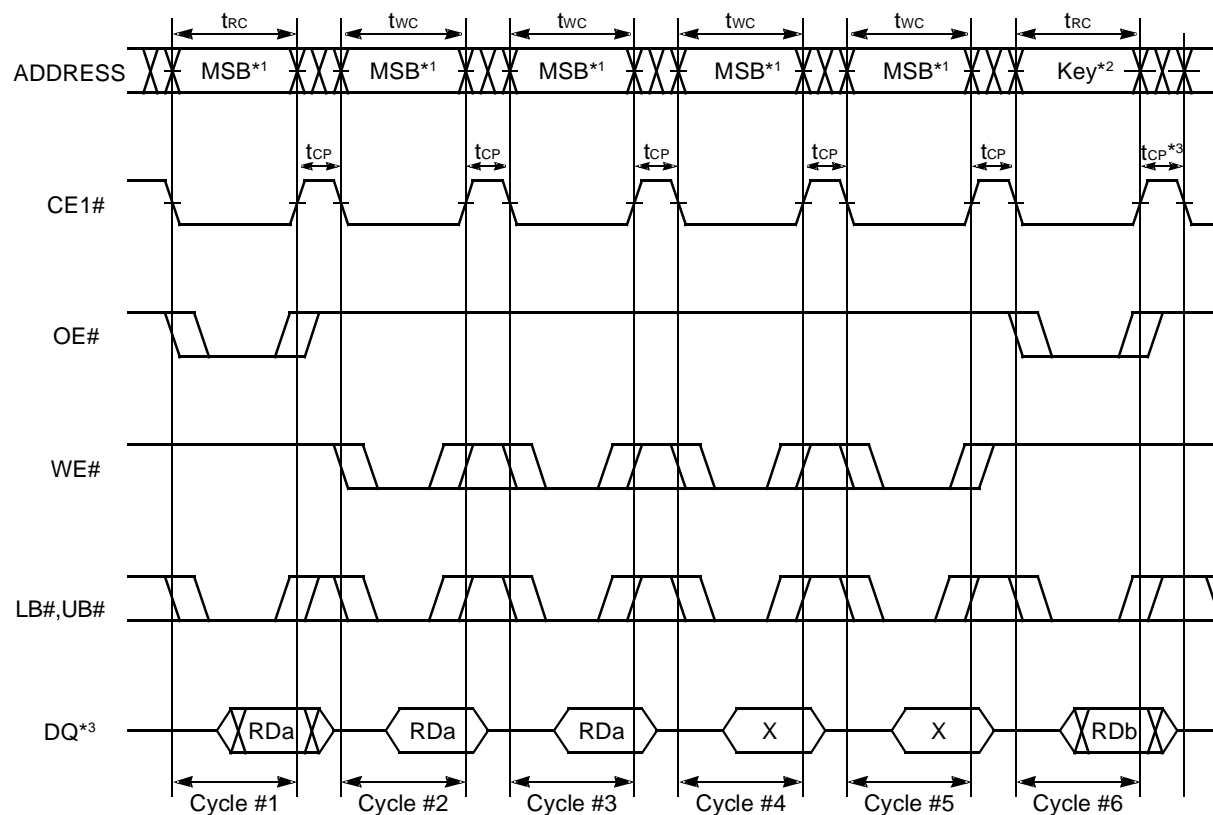 tRC tWC tWC tWC tWC tRC
ADDRESS MSB*1 MSB*1 MSB*1 MSB*1 MSB*1 Key*2
tCP tCP tCP tCP tCP tCP*3
CE1#
OE#
WE#
LB#,UB#
DQ*3 RDa RDa RDa X X RDb
Cycle #1 Cycle #2 Cycle #3 Cycle #4 Cycle #5 Cycle #6